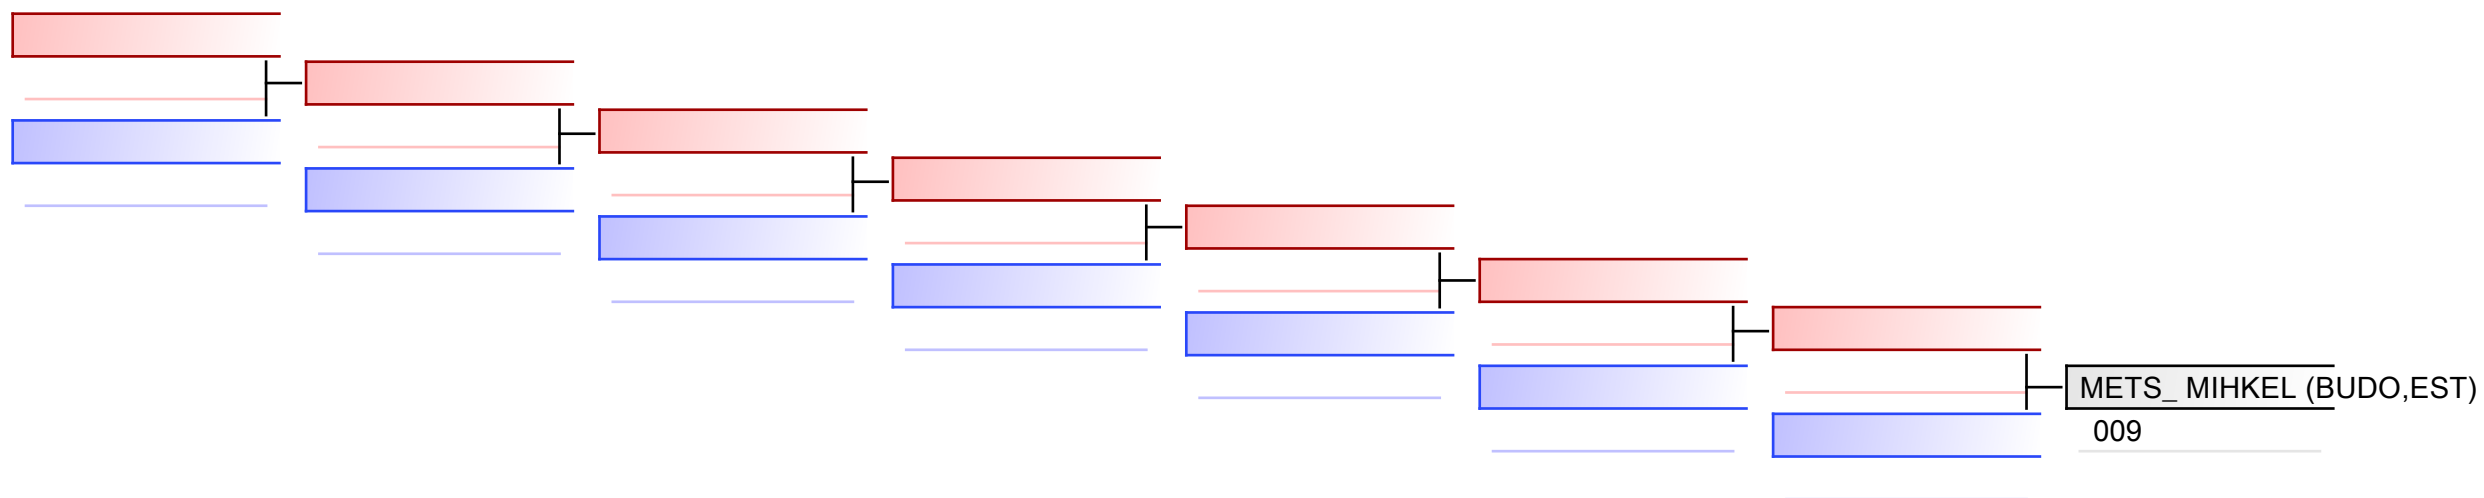 METS_ MIHKEL (BUDO,EST)
009